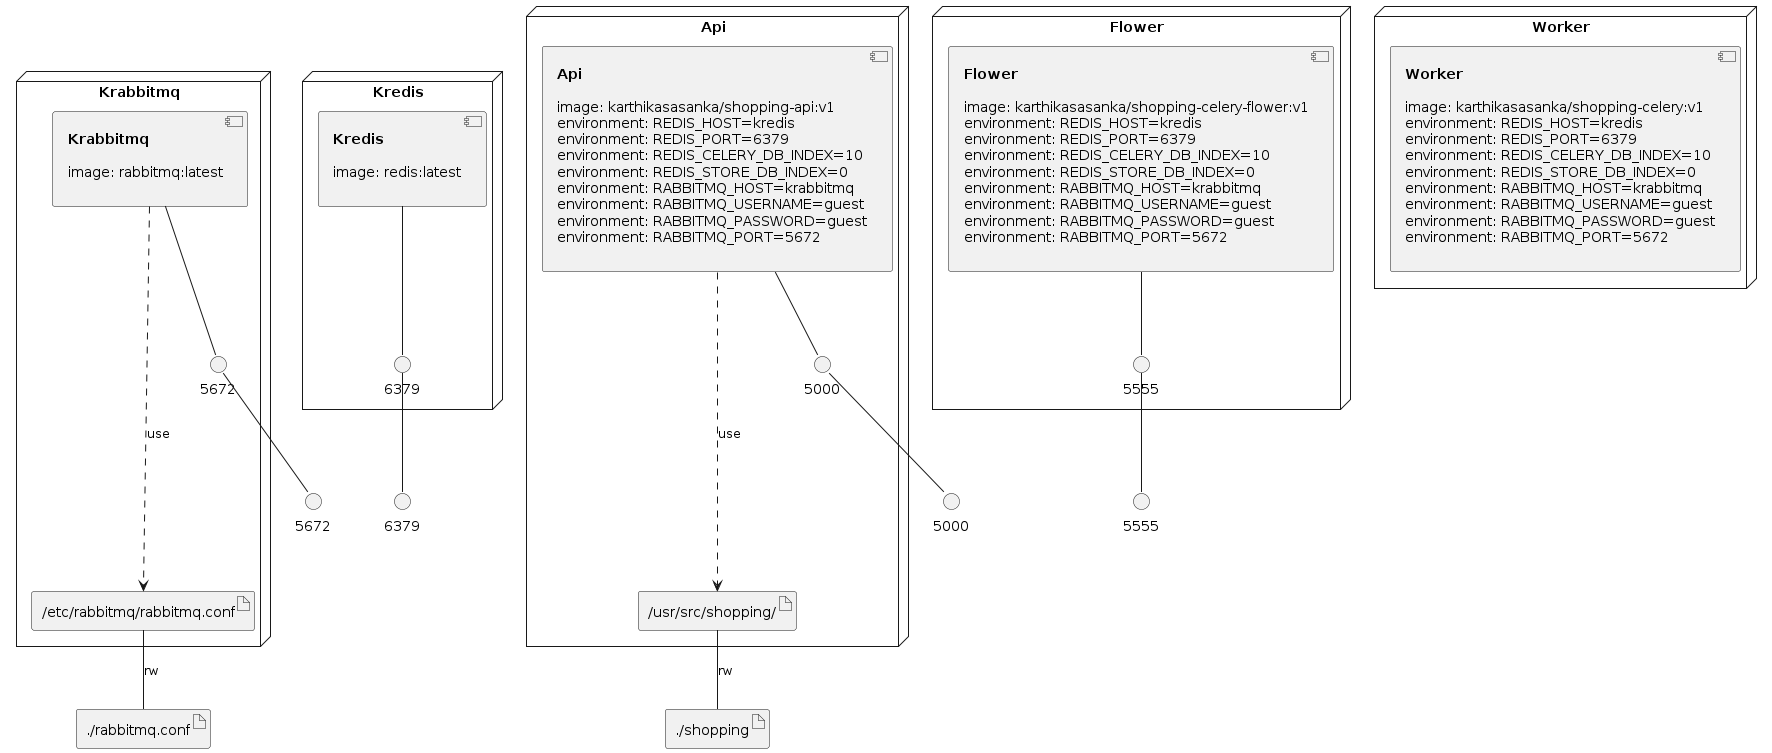 Krabbitmq
Krabbitmq
image: rabbitmq:latest
5672
use
5672
/etc/rabbitmq/rabbitmq.conf
rw
./rabbitmq.conf
Kredis
Kredis
image: redis:latest
6379
6379
Api
Api
image: karthikasasanka/shopping-api:v1
environment: REDIS_HOST=kredis
environment: REDIS_PORT=6379
environment: REDIS_CELERY_DB_INDEX=10
environment: REDIS_STORE_DB_INDEX=0
environment: RABBITMQ_HOST=krabbitmq
environment: RABBITMQ_USERNAME=guest
environment: RABBITMQ_PASSWORD=guest
environment: RABBITMQ_PORT=5672
5000
use
5000
/usr/src/shopping/
rw
./shopping
Flower
Flower
image: karthikasasanka/shopping-celery-flower:v1
environment: REDIS_HOST=kredis
environment: REDIS_PORT=6379
environment: REDIS_CELERY_DB_INDEX=10
environment: REDIS_STORE_DB_INDEX=0
environment: RABBITMQ_HOST=krabbitmq
environment: RABBITMQ_USERNAME=guest
environment: RABBITMQ_PASSWORD=guest
environment: RABBITMQ_PORT=5672
5555
5555
Worker
Worker
image: karthikasasanka/shopping-celery:v1
environment: REDIS_HOST=kredis
environment: REDIS_PORT=6379
environment: REDIS_CELERY_DB_INDEX=10
environment: REDIS_STORE_DB_INDEX=0
environment: RABBITMQ_HOST=krabbitmq
environment: RABBITMQ_USERNAME=guest
environment: RABBITMQ_PASSWORD=guest
environment: RABBITMQ_PORT=5672